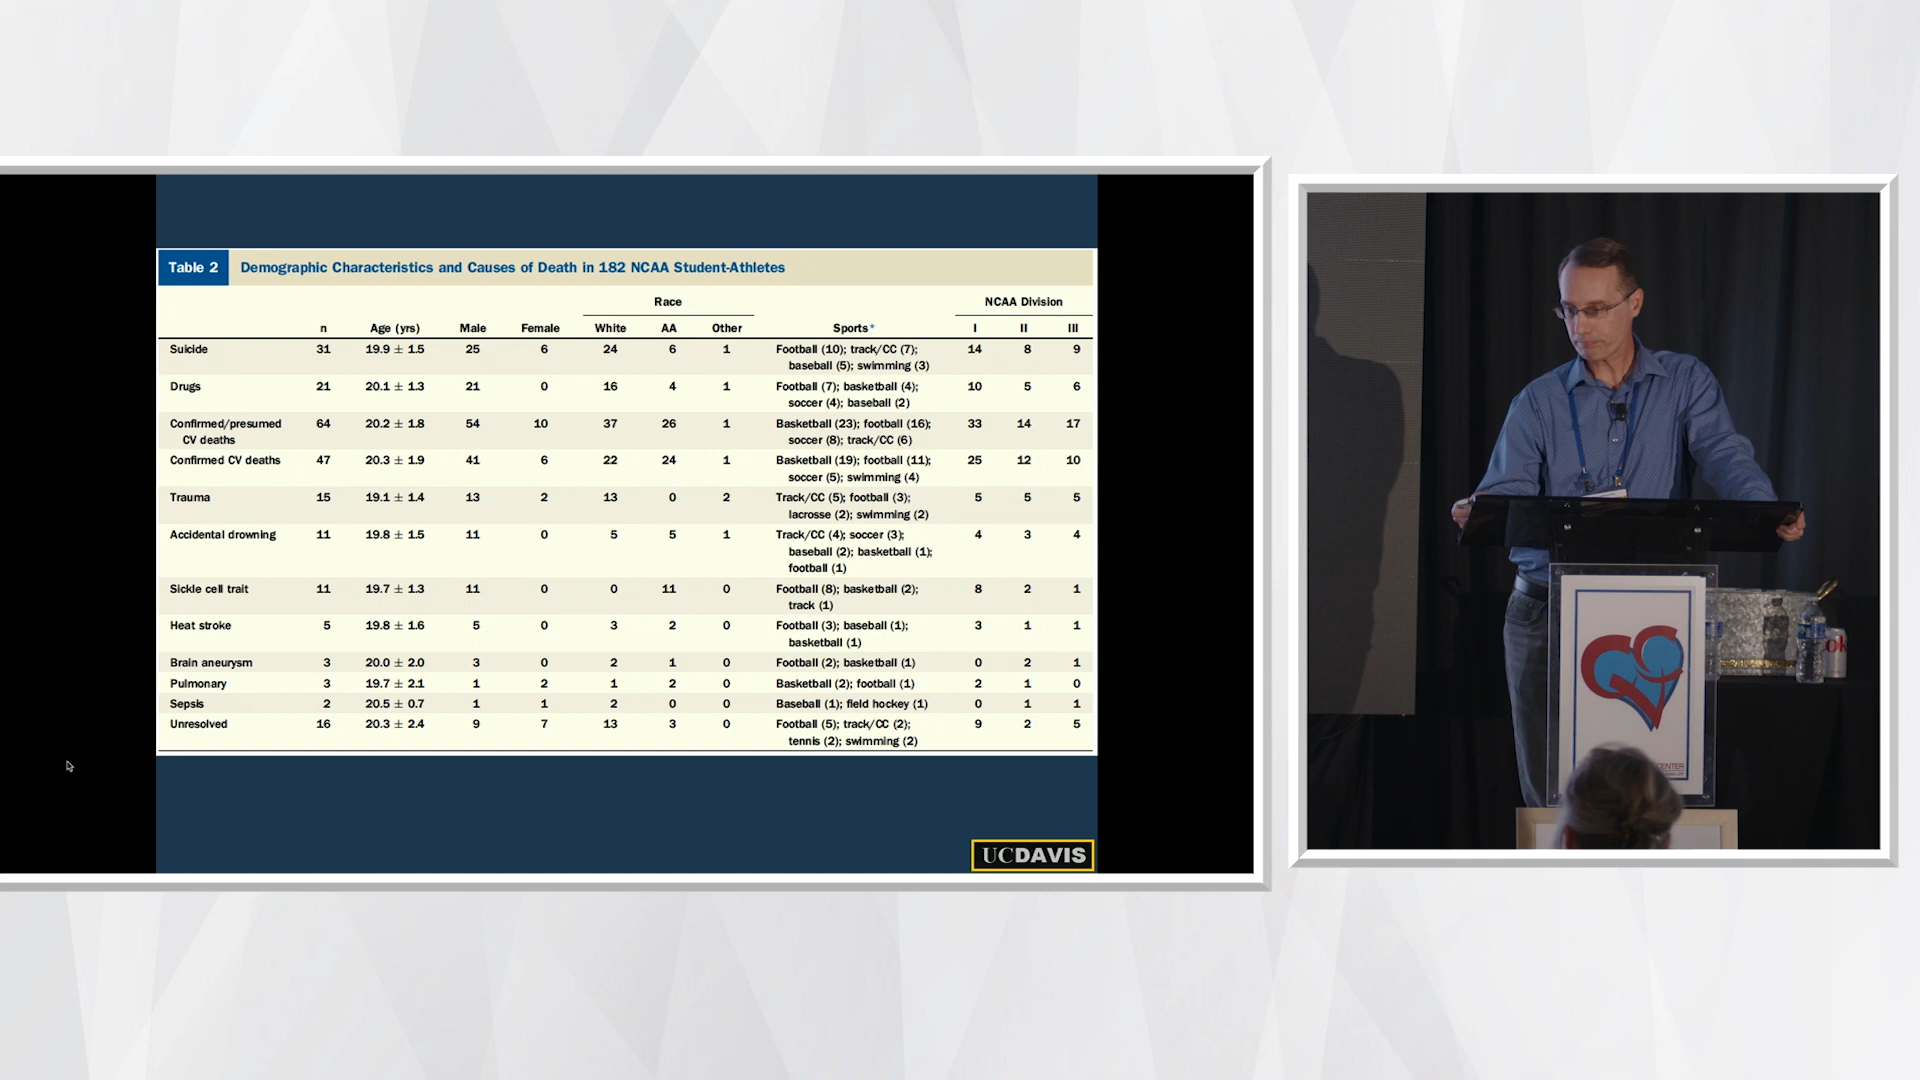 Table 2 Demographic Characteristics and Causes of Death in 182 NCAA Student-Athletes
Race NCAA Division
n Age (yrs) Male Female White AA Other Sports* I II III
Suicide 31 19.9 ± 1.5 25 6 24 6 1 Football (10); track/CC (7); 14 8 9
baseball (5); swimming (3)
Drugs 21 20.1 ± 1.3 21 0 16 4 1 Football (7); basketball (4); 10 5 6
soccer (4); baseball (2)
Confirmed/presumed 64 20.2 ± 1.8 54 10 37 26 1 Basketball (23); football (16); 33 14 17
CV deaths soccer (8); track/CC (6)
Confirmed CV deaths 47 20.3 ± 1.9 41 6 22 24 1 Basketball (19); football (11); 25 12 10
soccer (5); swimming (4)
Trauma 15 19.1 ± 1.4 13 2 13 0 2 Track/CC (5); football (3); 5 5 5
lacrosse (2); swimming (2)
Accidental drowning 11 19.8 ± 1.5 11 0 5 5 1 Track/CC (4); soccer (3); 4 3 4
baseball (2); basketball (1);
football (1)
Sickle cell trait 11 19.7 ± 1.3 11 0 0 11 0 Football (8); basketball (2); 8 2 1
track (1)
Heat stroke 5 19.8 ± 1.6 5 0 3 2 0 Football (3); baseball (1); 3 1 1
basketball (1)
Brain aneurysm 3 20.0 ± 2.0 3 0 2 1 0 Football (2); basketball (1) 0 2 1
Pulmonary 3 19.7 ± 2.1 1 2 1 2 0 Basketball (2); football (1) 2 1 0
Sepsis 2 20.5 ± 0.7 1 1 2 0 0 Baseball (1); field hockey (1) 0 1 1
Unresolved 16 20.3 ± 2.4 9 7 13 3 0 Football (5); track/CC (2); 9 2 5
tennis (2); swimming (2)
UCDAVIS
CENTER